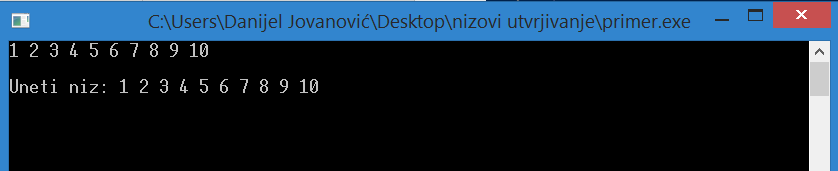 C:\Users\Danijel Jovanović\Desktop\nizovi utvrjivanje\primer.exe
1 2 3 4 5 6 7 8 9 10
Uneti niz: 1 2 3 4 5 6 7 8 9 10